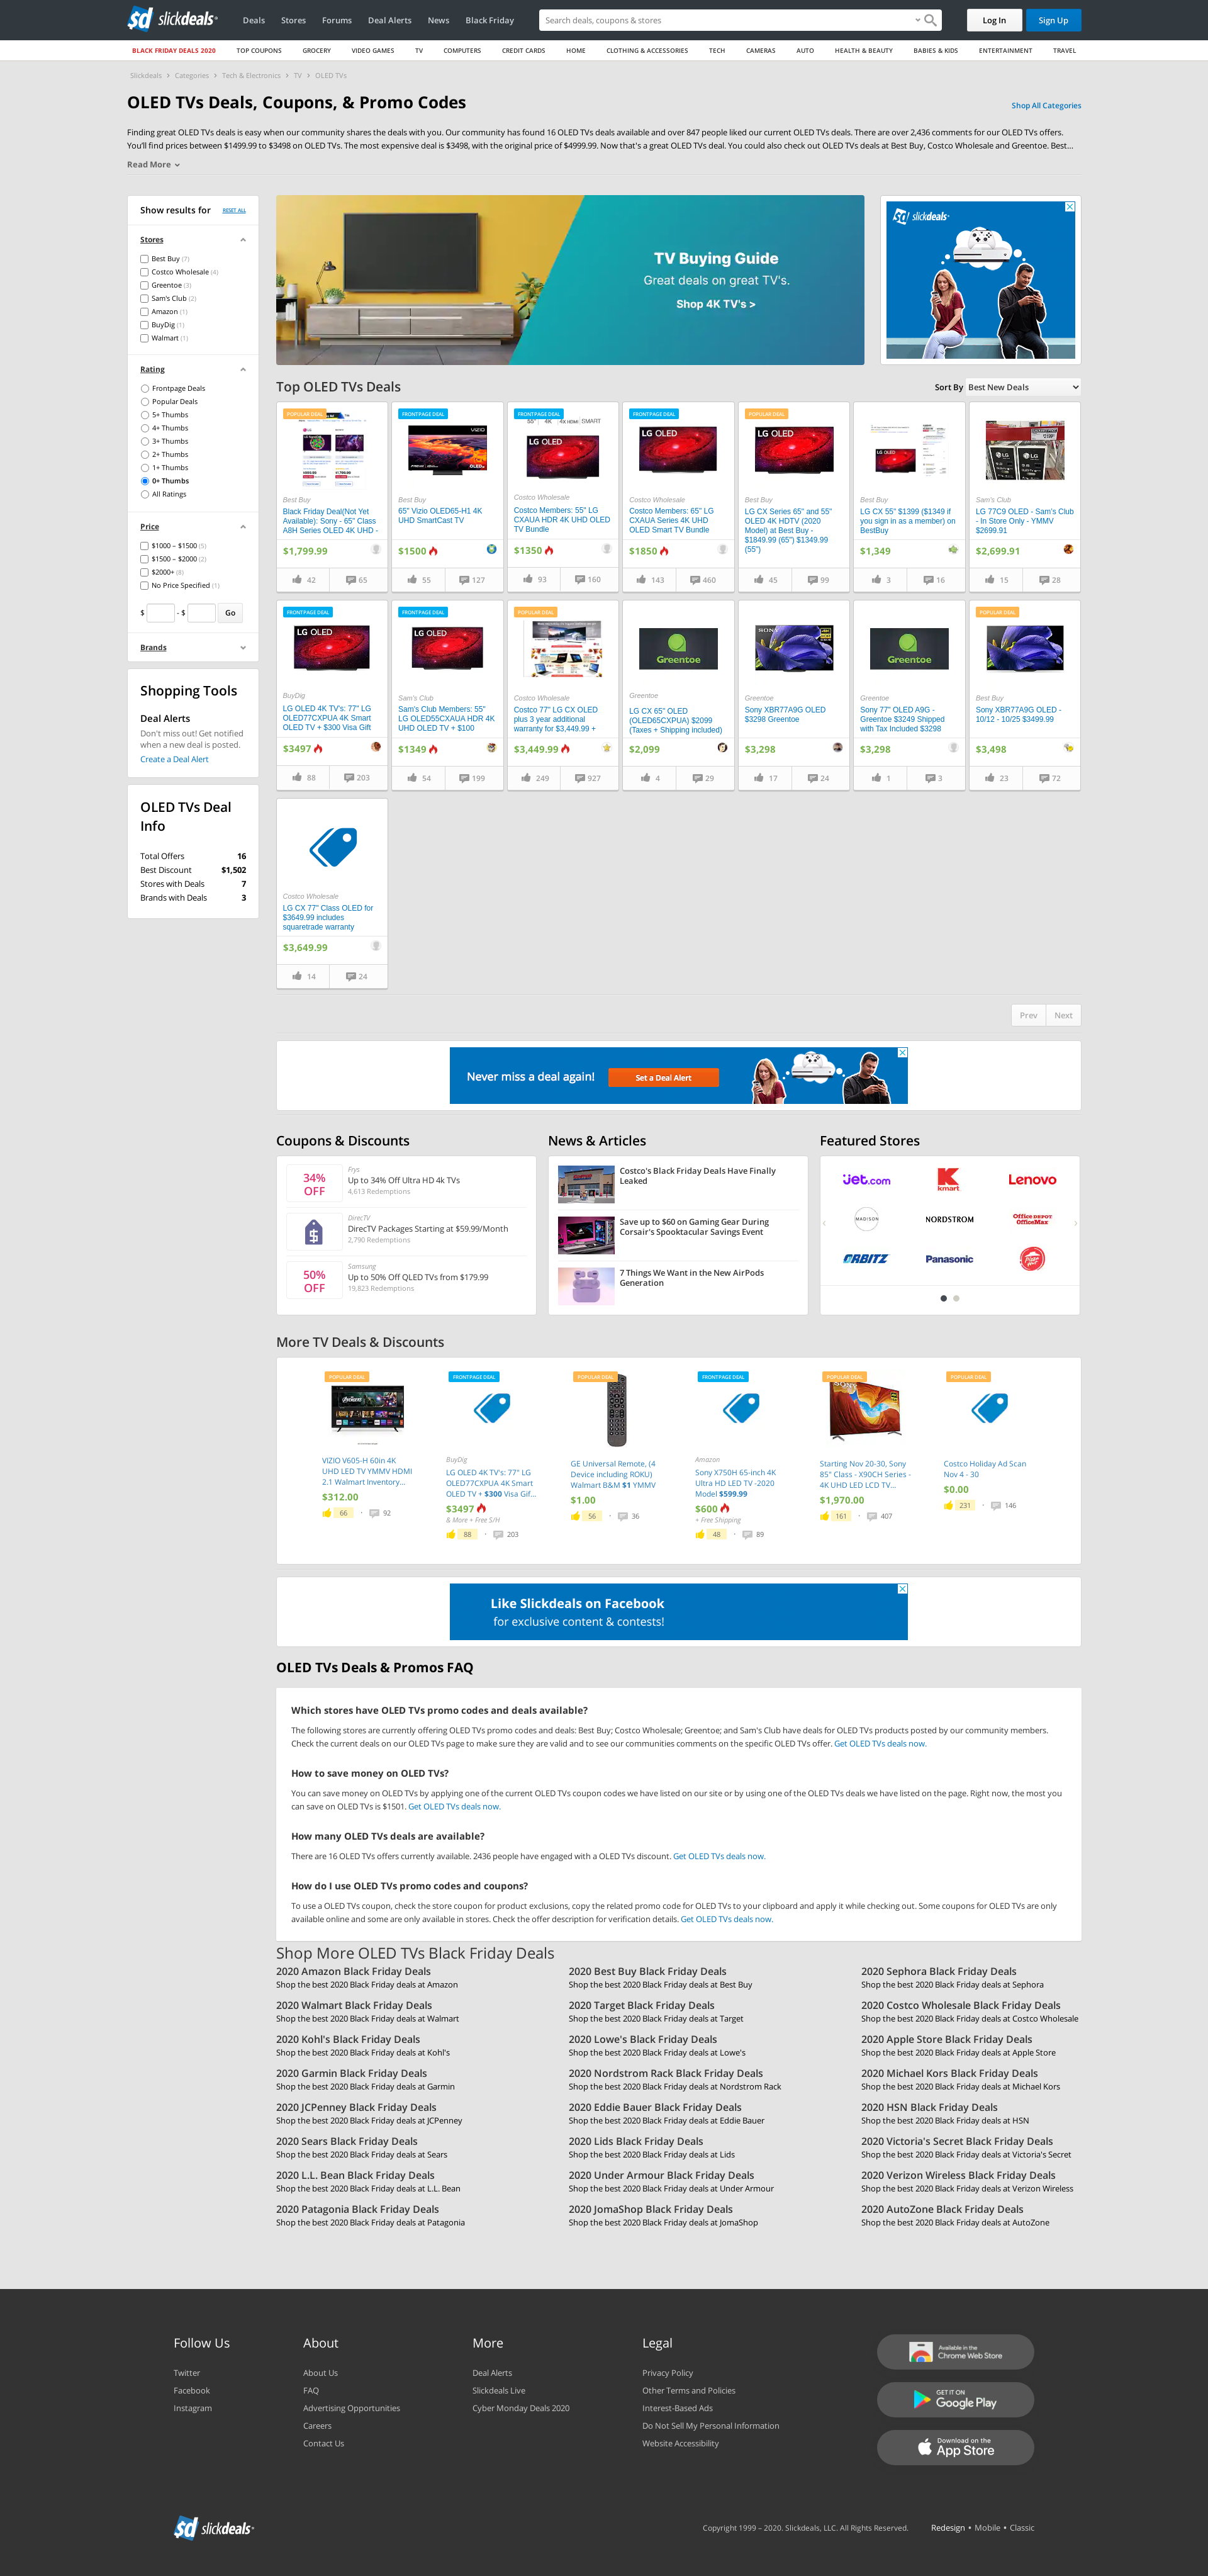 slickdeals
Deals Stores Forums Deal Alerts News Black Friday
Search deals, coupons & stores
Log In
Sign Up
BLACK FRIDAY DEALS 2020 TOP COUPONS GROCERY VIDEO GAMES TV COMPUTERS CREDIT CARDS HOME CLOTHING & ACCESSORIES TECH CAMERAS AUTO HEALTH & BEAUTY BABIES & KIDS ENTERTAINMENT TRAVEL
Slickdeals › Categories › Tech & Electronics › TV › OLED TVs
OLED TVs Deals, Coupons, & Promo Codes
Shop All Categories
Finding great OLED TVs deals is easy when our community shares the deals with you. Our community has found 16 OLED TVs deals available and over 847 people liked our current OLED TVs deals. There are over 2,436 comments for our OLED TVs offers.
You'll find prices between $1499.99 to $3498 on OLED TVs. The most expensive deal is $3498, with the original price of $4999.99. Now that's a great OLED TVs deal. You could also check out OLED TVs deals at Best Buy, Costco Wholesale and Greentoe. Best...
Read More
Show results for RESET ALL
Stores
Best Buy (7)
Costco Wholesale (4)
Greentoe (3)
Sam's Club (2)
Amazon (1)
BuyDig (1)
Walmart (1)
Rating
Frontpage Deals
Popular Deals
5+ Thumbs
4+ Thumbs
3+ Thumbs
2+ Thumbs
1+ Thumbs
0+ Thumbs
All Ratings
Price
$1000 – $1500 (5)
$1500 – $2000 (2)
$2000+ (8)
No Price Specified (1)
$ - $ Go
Brands
Shopping Tools
Deal Alerts
Don't miss out! Get notified
when a new deal is posted.
Create a Deal Alert
OLED TVs Deal
Info
Total Offers 16
Best Discount $1,502
Stores with Deals 7
Brands with Deals 3
TV Buying Guide
Great deals on great TV's.
Shop 4K TV's >
slickdeals
Top OLED TVs Deals
Sort By Best New Deals
POPULAR DEAL
Best Buy
Black Friday Deal(Not Yet
Available): Sony - 65" Class
A8H Series OLED 4K UHD -
$1,799.99
42 65
FRONTPAGE DEAL
VIZIO
Best Buy
65" Vizio OLED65-H1 4K
UHD SmartCast TV
$1500
55 127
FRONTPAGE DEAL
55" 4K 4K HDR SMART
LG OLED
Costco Wholesale
Costco Members: 55" LG
CXAUA HDR 4K UHD OLED
TV Bundle
$1350
93 160
FRONTPAGE DEAL
LG OLED
Costco Wholesale
Costco Members: 65" LG
CXAUA Series 4K UHD
OLED Smart TV Bundle
$1850
143 460
POPULAR DEAL
LG OLED
Best Buy
LG CX Series 65" and 55"
OLED 4K HDTV (2020
Model) at Best Buy -
$1849.99 (65") $1349.99
(55")
45 99
Best Buy
LG CX 55" $1399 ($1349 if
you sign in as a member) on
BestBuy
$1,349
3 16
LG
Sam's Club
LG 77C9 OLED - Sam's Club
- In Store Only - YMMV
$2699.91
$2,699.91
15 28
FRONTPAGE DEAL
LG OLED
BuyDig
LG OLED 4K TV's: 77" LG
OLED77CXPUA 4K Smart
OLED TV + $300 Visa Gift
$3497
88 203
FRONTPAGE DEAL
LG OLED
Sam's Club
Sam's Club Members: 55"
LG OLED55CXAUA HDR 4K
UHD OLED TV + $100
$1349
54 199
POPULAR DEAL
Costco Wholesale
Costco 77" LG CX OLED
plus 3 year additional
warranty for $3,449.99 +
$3,449.99
249 927
Greentoe
Greentoe
LG CX 65" OLED
(OLED65CXPUA) $2099
(Taxes + Shipping included)
$2,099
4 29
SONY
Greentoe
Sony XBR77A9G OLED
$3298 Greentoe
$3,298
17 24
Greentoe
Greentoe
Sony 77" OLED A9G -
Greentoe $3249 Shipped
with Tax Included $3298
$3,298
1 3
POPULAR DEAL
Best Buy
Sony XBR77A9G OLED -
10/12 - 10/25 $3499.99
$3,498
23 72
Costco Wholesale
LG CX 77" Class OLED for
$3649.99 includes
squaretrade warranty
$3,649.99
14 24
Prev Next
Never miss a deal again!
Set a Deal Alert
Coupons & Discounts
34%
OFF
Frys
Up to 34% Off Ultra HD 4k TVs
4,613 Redemptions
DirecTV
DirecTV Packages Starting at $59.99/Month
2,790 Redemptions
50%
OFF
Samsung
Up to 50% Off QLED TVs from $179.99
19,823 Redemptions
News & Articles
Costco's Black Friday Deals Have Finally
Leaked
Save up to $60 on Gaming Gear During
Corsair's Spooktacular Savings Event
7 Things We Want in the New AirPods
Generation
Featured Stores
jet.com
kmart
Lenovo
MADISON
NORDSTROM
Office DEPOT
OfficeMax
ORBITZ
Panasonic
Pizza Hut
More TV Deals & Discounts
POPULAR DEAL
VIZIO V605-H 60in 4K
UHD LED TV YMMV HDMI
2.1 Walmart Inventory...
$312.00
66 · 92
FRONTPAGE DEAL
BuyDig
LG OLED 4K TV's: 77" LG
OLED77CXPUA 4K Smart
OLED TV + $300 Visa Gif...
$3497
& More + Free S/H
88 · 203
POPULAR DEAL
GE Universal Remote, (4
Device including ROKU)
Walmart B&M $1 YMMV
$1.00
56 · 36
FRONTPAGE DEAL
Amazon
Sony X750H 65-inch 4K
Ultra HD LED TV -2020
Model $599.99
$600
+ Free Shipping
48 · 89
POPULAR DEAL
SONY
Starting Nov 20-30, Sony
85" Class - X90CH Series -
4K UHD LED LCD TV...
$1,970.00
161 · 407
POPULAR DEAL
Costco Holiday Ad Scan
Nov 4 - 30
$0.00
231 · 146
Like Slickdeals on Facebook
for exclusive content & contests!
OLED TVs Deals & Promos FAQ
Which stores have OLED TVs promo codes and deals available?
The following stores are currently offering OLED TVs promo codes and deals: Best Buy; Costco Wholesale; Greentoe; and Sam's Club have deals for OLED TVs products posted by our community members.
Check the current deals on our OLED TVs page to make sure they are valid and to see our communities comments on the specific OLED TVs offer. Get OLED TVs deals now.
How to save money on OLED TVs?
You can save money on OLED TVs by applying one of the current OLED TVs coupon codes we have listed on our site or by using one of the OLED TVs deals we have listed on the page. Right now, the most you
can save on OLED TVs is $1501. Get OLED TVs deals now.
How many OLED TVs deals are available?
There are 16 OLED TVs offers currently available. 2436 people have engaged with a OLED TVs discount. Get OLED TVs deals now.
How do I use OLED TVs promo codes and coupons?
To use a OLED TVs coupon, check the store coupon for product exclusions, copy the related promo code for OLED TVs to your clipboard and apply it while checking out. Some coupons for OLED TVs are only
available online and some are only available in stores. Check the offer description for verification details. Get OLED TVs deals now.
Shop More OLED TVs Black Friday Deals
2020 Amazon Black Friday Deals
Shop the best 2020 Black Friday deals at Amazon
2020 Best Buy Black Friday Deals
Shop the best 2020 Black Friday deals at Best Buy
2020 Sephora Black Friday Deals
Shop the best 2020 Black Friday deals at Sephora
2020 Walmart Black Friday Deals
Shop the best 2020 Black Friday deals at Walmart
2020 Target Black Friday Deals
Shop the best 2020 Black Friday deals at Target
2020 Costco Wholesale Black Friday Deals
Shop the best 2020 Black Friday deals at Costco Wholesale
2020 Kohl's Black Friday Deals
Shop the best 2020 Black Friday deals at Kohl's
2020 Lowe's Black Friday Deals
Shop the best 2020 Black Friday deals at Lowe's
2020 Apple Store Black Friday Deals
Shop the best 2020 Black Friday deals at Apple Store
2020 Garmin Black Friday Deals
Shop the best 2020 Black Friday deals at Garmin
2020 Nordstrom Rack Black Friday Deals
Shop the best 2020 Black Friday deals at Nordstrom Rack
2020 Michael Kors Black Friday Deals
Shop the best 2020 Black Friday deals at Michael Kors
2020 JCPenney Black Friday Deals
Shop the best 2020 Black Friday deals at JCPenney
2020 Eddie Bauer Black Friday Deals
Shop the best 2020 Black Friday deals at Eddie Bauer
2020 HSN Black Friday Deals
Shop the best 2020 Black Friday deals at HSN
2020 Sears Black Friday Deals
Shop the best 2020 Black Friday deals at Sears
2020 Lids Black Friday Deals
Shop the best 2020 Black Friday deals at Lids
2020 Victoria's Secret Black Friday Deals
Shop the best 2020 Black Friday deals at Victoria's Secret
2020 L.L. Bean Black Friday Deals
Shop the best 2020 Black Friday deals at L.L. Bean
2020 Under Armour Black Friday Deals
Shop the best 2020 Black Friday deals at Under Armour
2020 Verizon Wireless Black Friday Deals
Shop the best 2020 Black Friday deals at Verizon Wireless
2020 Patagonia Black Friday Deals
Shop the best 2020 Black Friday deals at Patagonia
2020 JomaShop Black Friday Deals
Shop the best 2020 Black Friday deals at JomaShop
2020 AutoZone Black Friday Deals
Shop the best 2020 Black Friday deals at AutoZone
Follow Us
Twitter
Facebook
Instagram
About
About Us
FAQ
Advertising Opportunities
Careers
Contact Us
More
Deal Alerts
Slickdeals Live
Cyber Monday Deals 2020
Legal
Privacy Policy
Other Terms and Policies
Interest-Based Ads
Do Not Sell My Personal Information
Website Accessibility
Available in the
Chrome Web Store
GET IT ON
Google Play
Download on the
App Store
slickdeals
Copyright 1999 – 2020. Slickdeals, LLC. All Rights Reserved. Redesign • Mobile • Classic